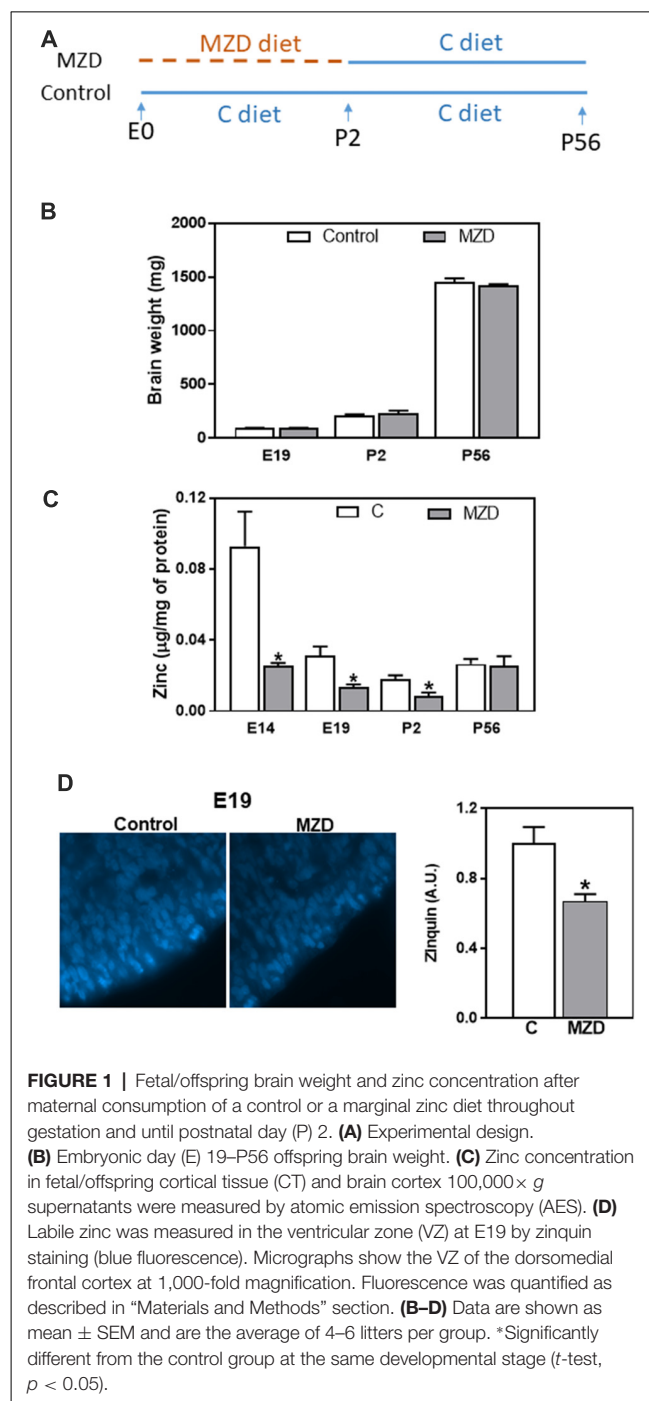 A
MZD diet
C diet
MZD
Control
C diet
C diet
E0
P2
P56
B
2000
1500
1000
500
0
Brain weight (mg)
Control
MZD
E19
P2
P56
C
0.12
0.08
0.04
0.00
Zinc (µg/mg of protein)
C
MZD
*
*
*
E14
E19
P2
P56
D
E19
Control
MZD
1.2
0.8
0.4
0.0
Zinquin (A.U.)
*
C
MZD
FIGURE 1 | Fetal/offspring brain weight and zinc concentration after
maternal consumption of a control or a marginal zinc diet throughout
gestation and until postnatal day (P) 2. (A) Experimental design.
(B) Embryonic day (E) 19–P56 offspring brain weight. (C) Zinc concentration
in fetal/offspring cortical tissue (CT) and brain cortex 100,000× g
supernatants were measured by atomic emission spectroscopy (AES). (D)
Labile zinc was measured in the ventricular zone (VZ) at E19 by zinquin
staining (blue fluorescence). Micrographs show the VZ of the dorsomedial
frontal cortex at 1,000-fold magnification. Fluorescence was quantified as
described in “Materials and Methods” section. (B–D) Data are shown as
mean ± SEM and are the average of 4–6 litters per group. *Significantly
different from the control group at the same developmental stage (t-test,
p < 0.05).